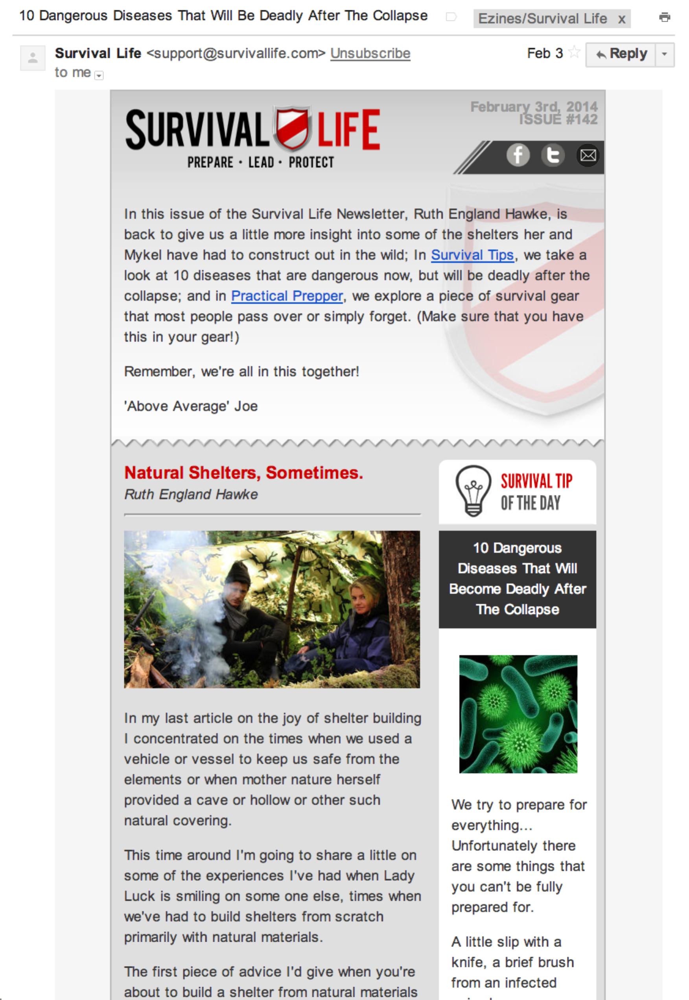 10 Dangerous Diseases That Will Be Deadly After The Collapse
Ezines/Survival Life x
Survival Life <support@survivallife.com> Unsubscribe
Feb 3
Reply
to me
February 3rd, 2014
ISSUE #142
SURVIVAL LIFE
PREPARE · LEAD · PROTECT
In this issue of the Survival Life Newsletter, Ruth England Hawke, is
back to give us a little more insight into some of the shelters her and
Mykel have had to construct out in the wild; In Survival Tips, we take a
look at 10 diseases that are dangerous now, but will be deadly after the
collapse; and in Practical Prepper, we explore a piece of survival gear
that most people pass over or simply forget. (Make sure that you have
this in your gear!)
Remember, we're all in this together!
'Above Average' Joe
Natural Shelters, Sometimes.
Ruth England Hawke
In my last article on the joy of shelter building
I concentrated on the times when we used a
vehicle or vessel to keep us safe from the
elements or when mother nature herself
provided a cave or hollow or other such
natural covering.
This time around I'm going to share a little on
some of the experiences I've had when Lady
Luck is smiling on some one else, times when
we've had to build shelters from scratch
primarily with natural materials.
The first piece of advice I'd give when you're
about to build a shelter from natural materials
SURVIVAL TIP
OF THE DAY
10 Dangerous
Diseases That Will
Become Deadly After
The Collapse
We try to prepare for
everything...
Unfortunately there
are some things that
you can't be fully
prepared for.
A little slip with a
knife, a brief brush
from an infected